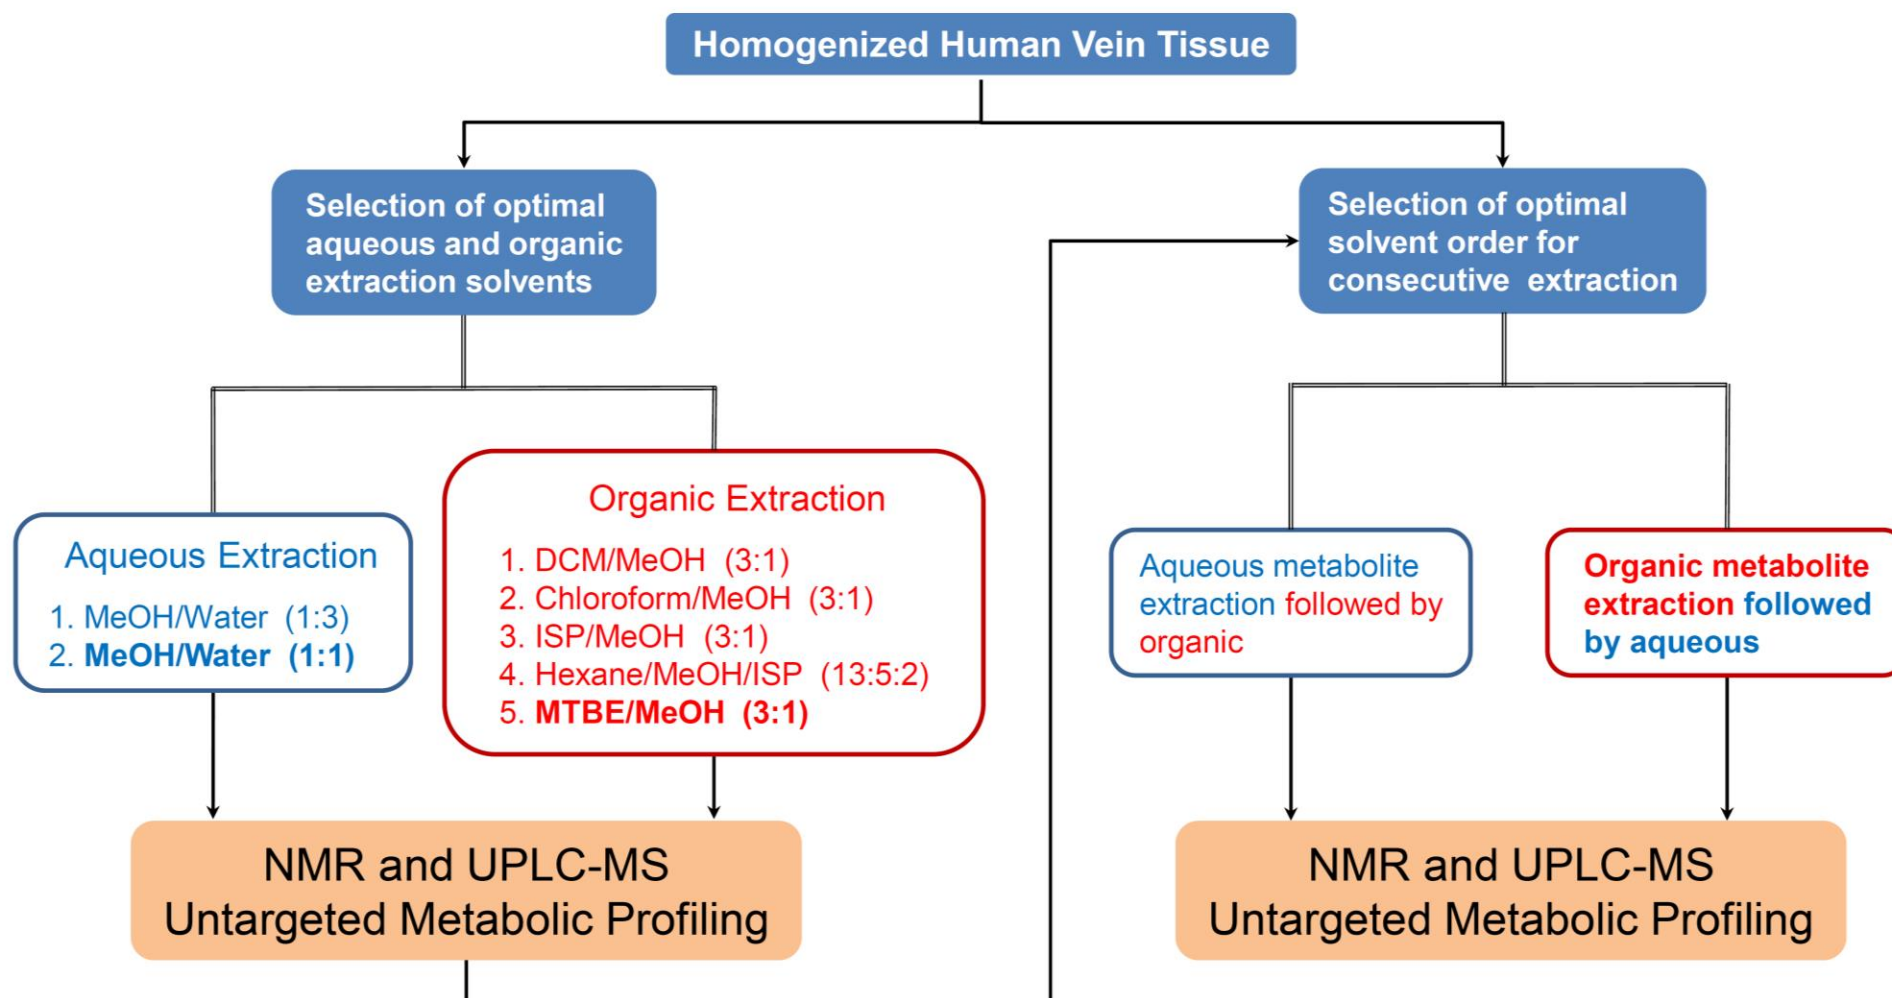 Homogenized Human Vein Tissue
Selection of optimal
aqueous and organic
extraction solvents
Aqueous Extraction
1. MeOH/Water (1:3)
2. MeOH/Water (1:1)
Organic Extraction
1. DCM/MeOH (3:1)
2. Chloroform/MeOH (3:1)
3. ISP/MeOH (3:1)
4. Hexane/MeOH/ISP (13:5:2)
5. MTBE/MeOH (3:1)
NMR and UPLC-MS
Untargeted Metabolic Profiling
Selection of optimal
solvent order for
consecutive extraction
Aqueous metabolite
extraction followed by
organic
Organic metabolite
extraction followed
by aqueous
NMR and UPLC-MS
Untargeted Metabolic Profiling